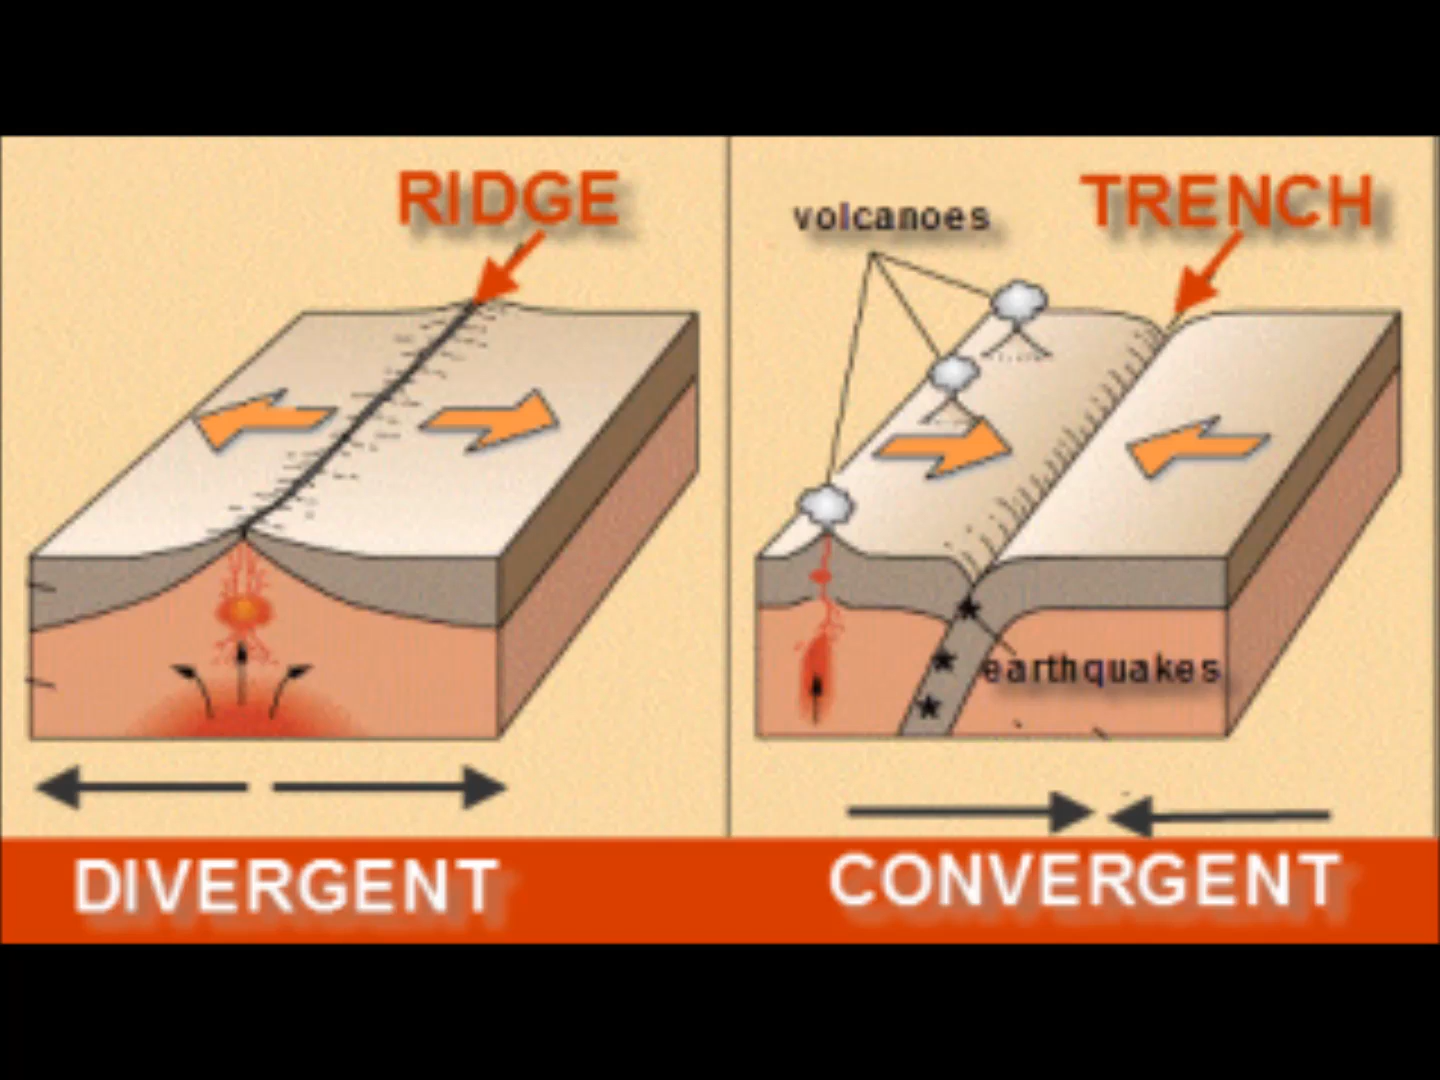 RIDGE
volcanoes
TRENCH
earthquakes
DIVERGENT
CONVERGENT